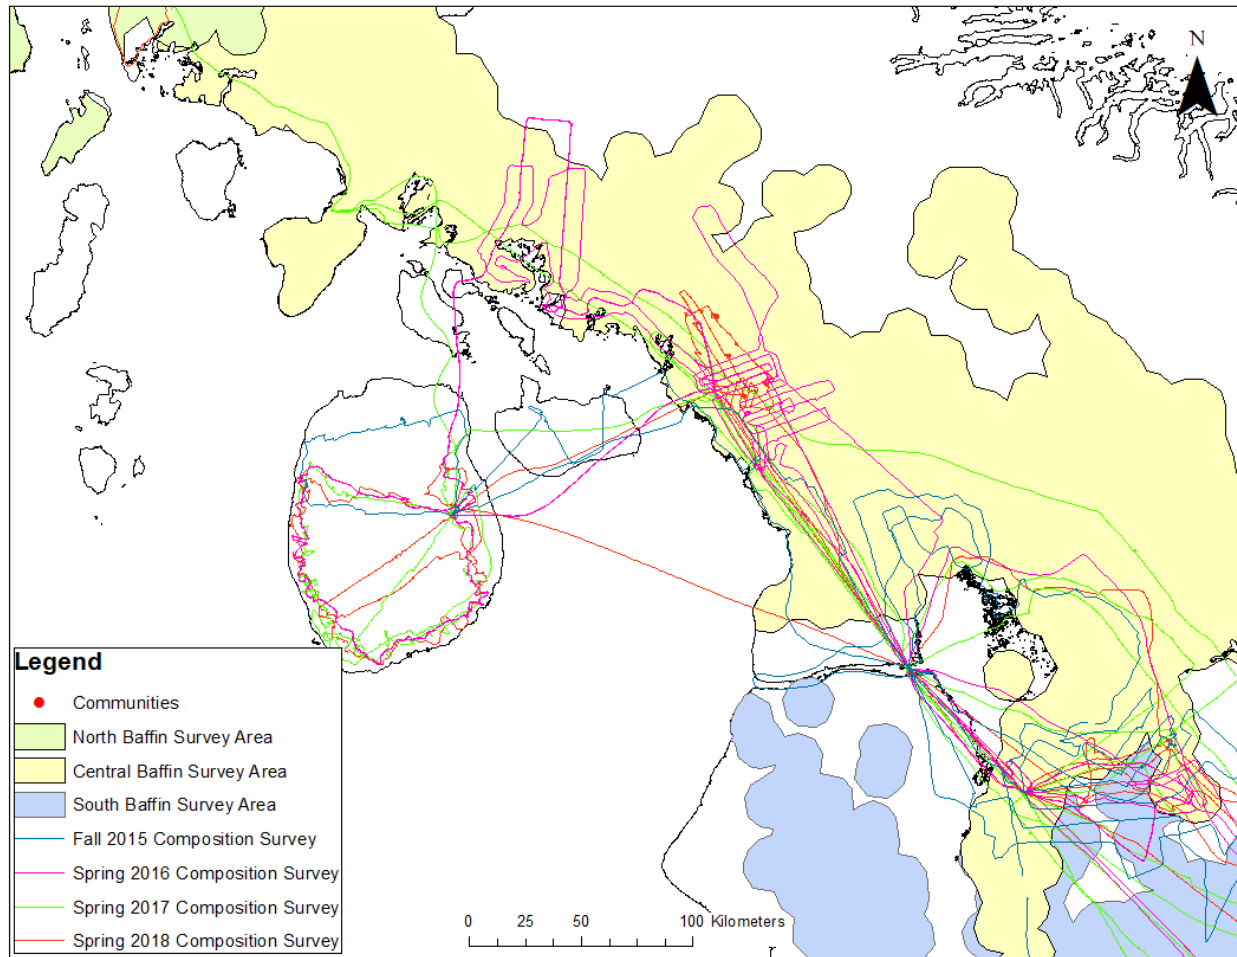 N
Legend
Communities
North Baffin Survey Area
Central Baffin Survey Area
South Baffin Survey Area
Fall 2015 Composition Survey
Spring 2016 Composition Survey
Spring 2017 Composition Survey
Spring 2018 Composition Survey
0 25 50 100 Kilometers